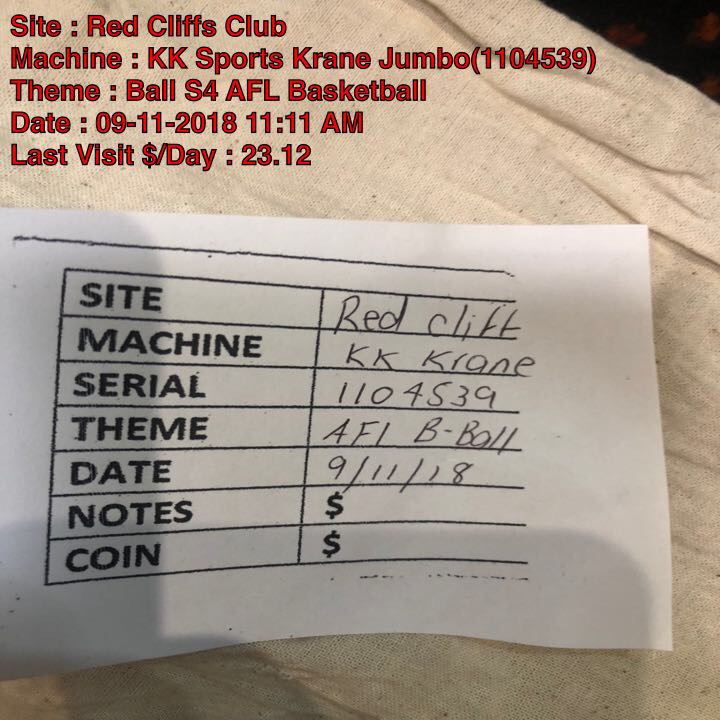 Site : Red Cliffs Club
Machine : KK Sports Krane Jumbo(1104539)
Theme : Ball S4 AFL Basketball
Date : 09-11-2018 11:11 AM
Last Visit $/Day : 23.12
SITE Red cliff
MACHINE KK Krane
SERIAL 1104539
THEME AFl B-Ball
DATE 9/11/18
NOTES $
COIN $